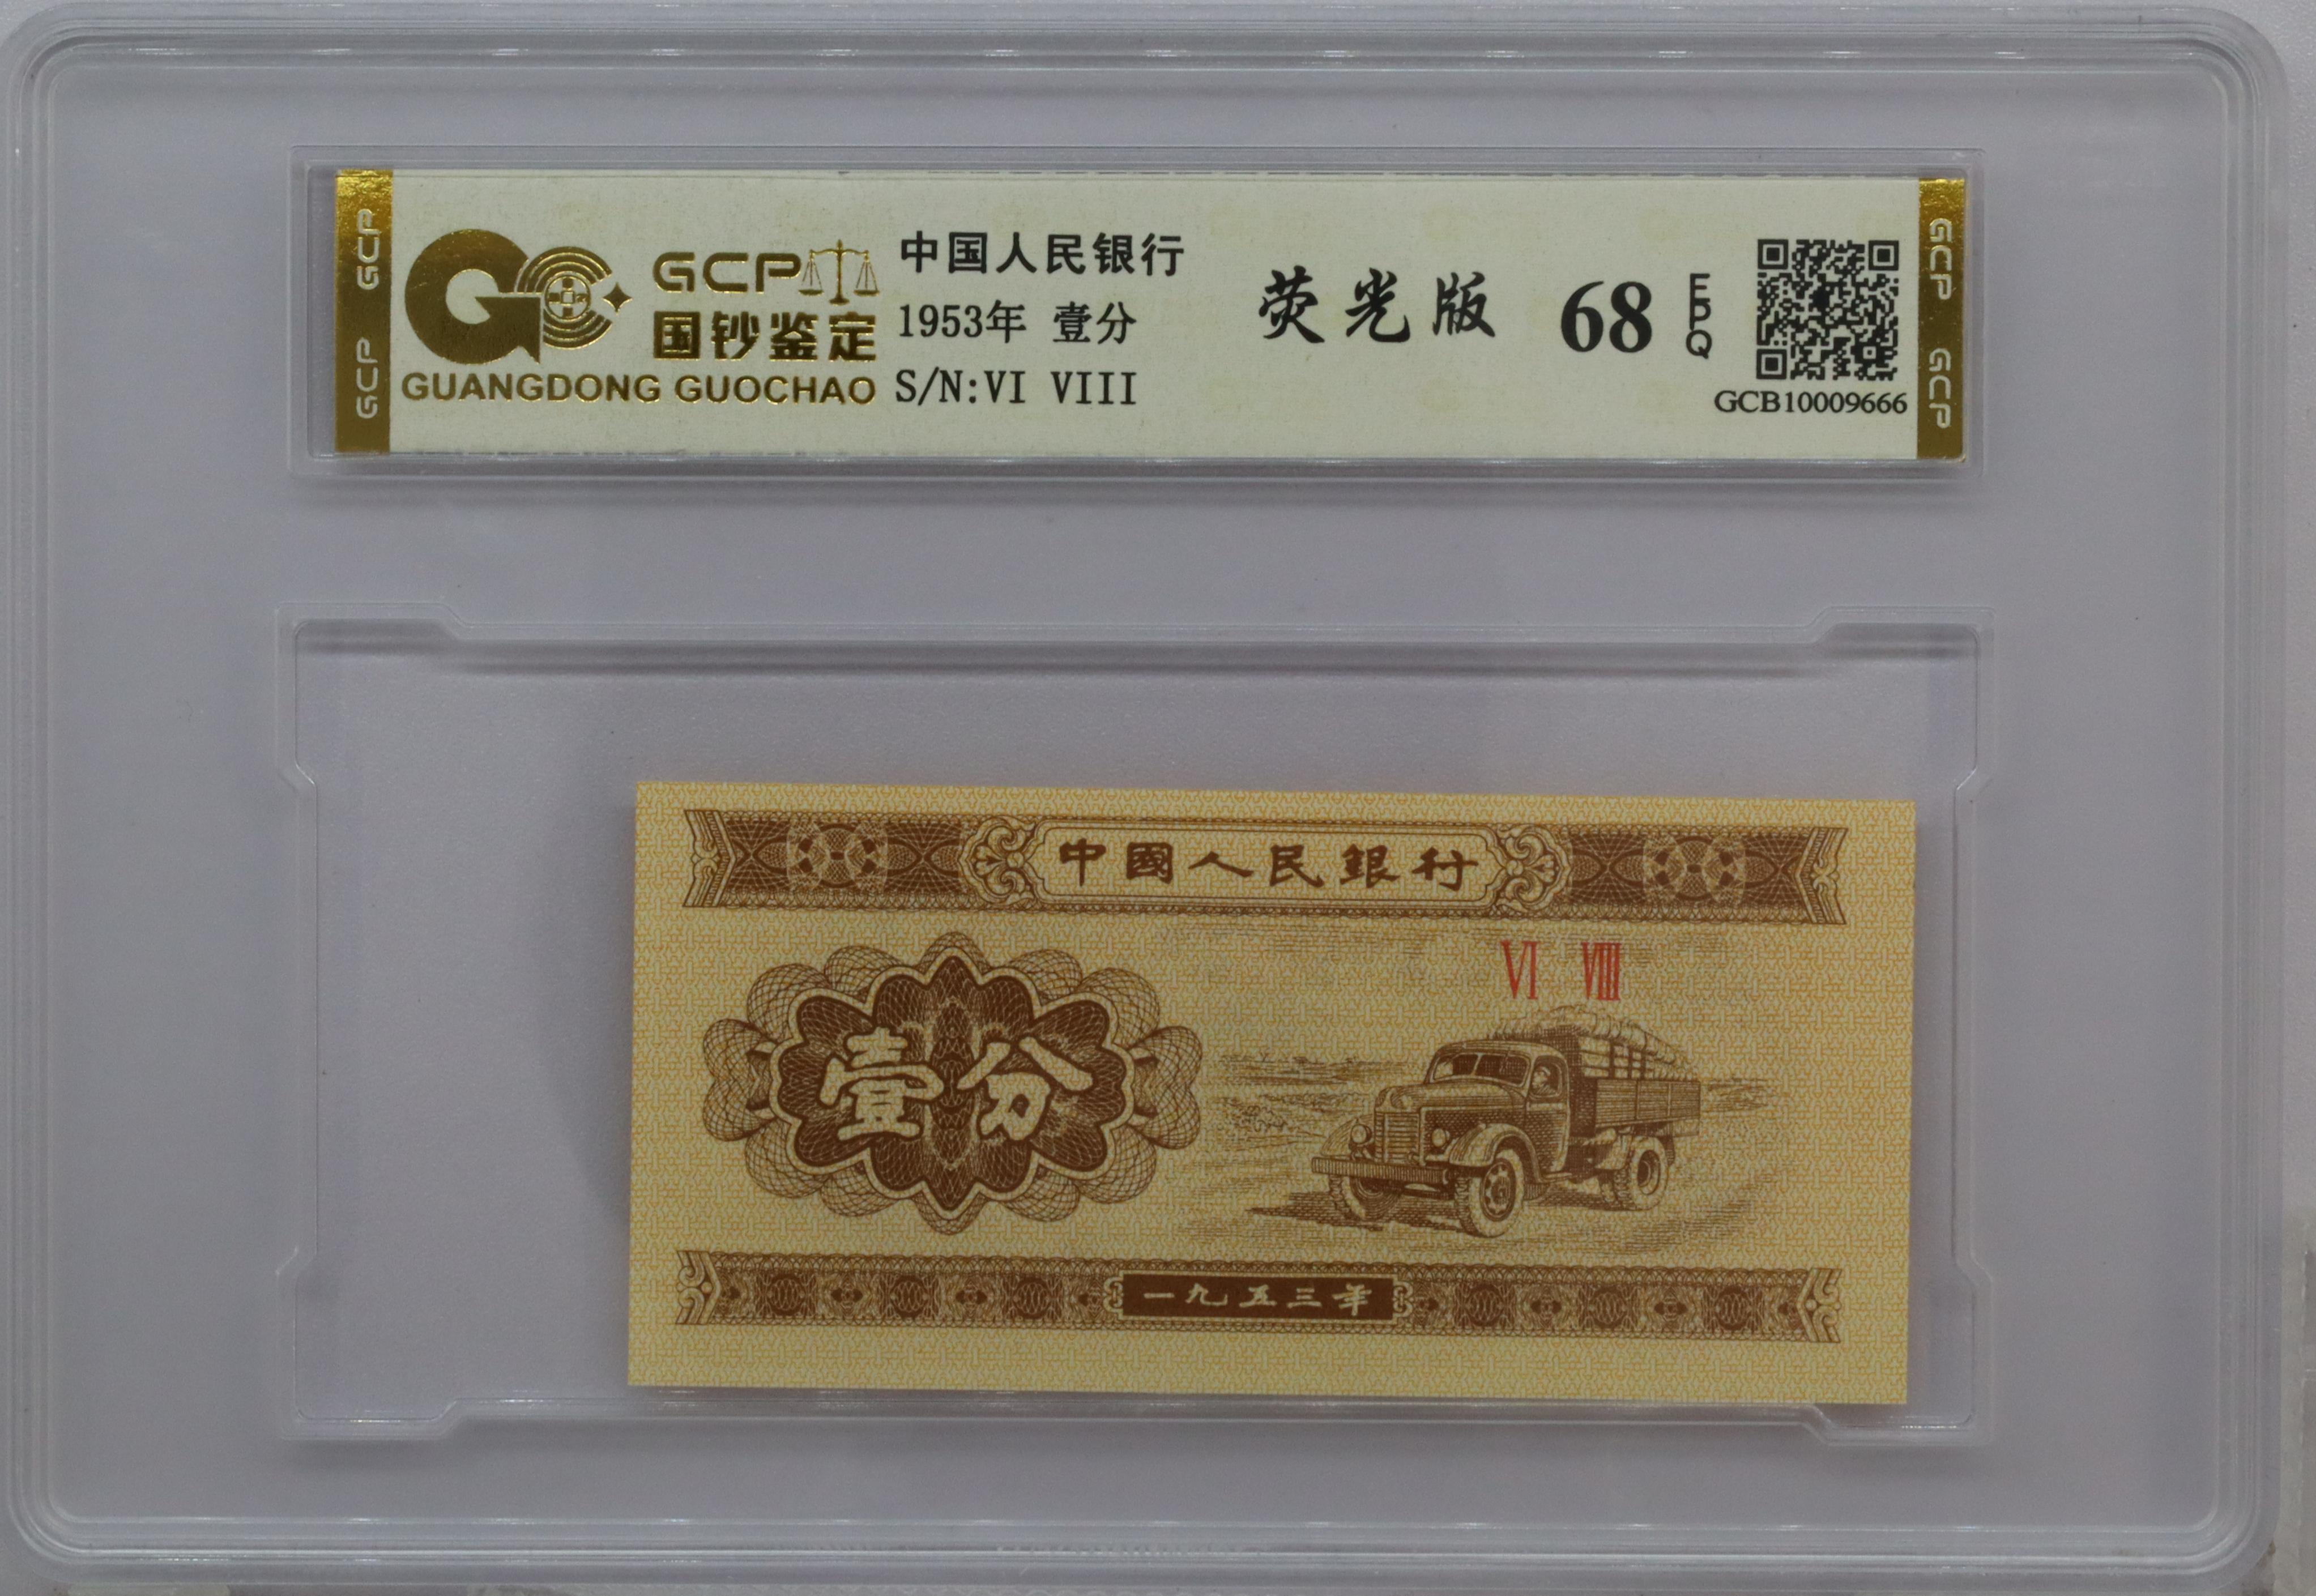 GCP GCP
GCP
国钞鉴定
GUANGDONG GUOCHAO
中国人民银行
1953年 壹分
S/N:VI VIII
荧光版
68
EPQ
GCB10009666
GCP GCP
中國人民銀行
VI VIII
壹分
一九五三年